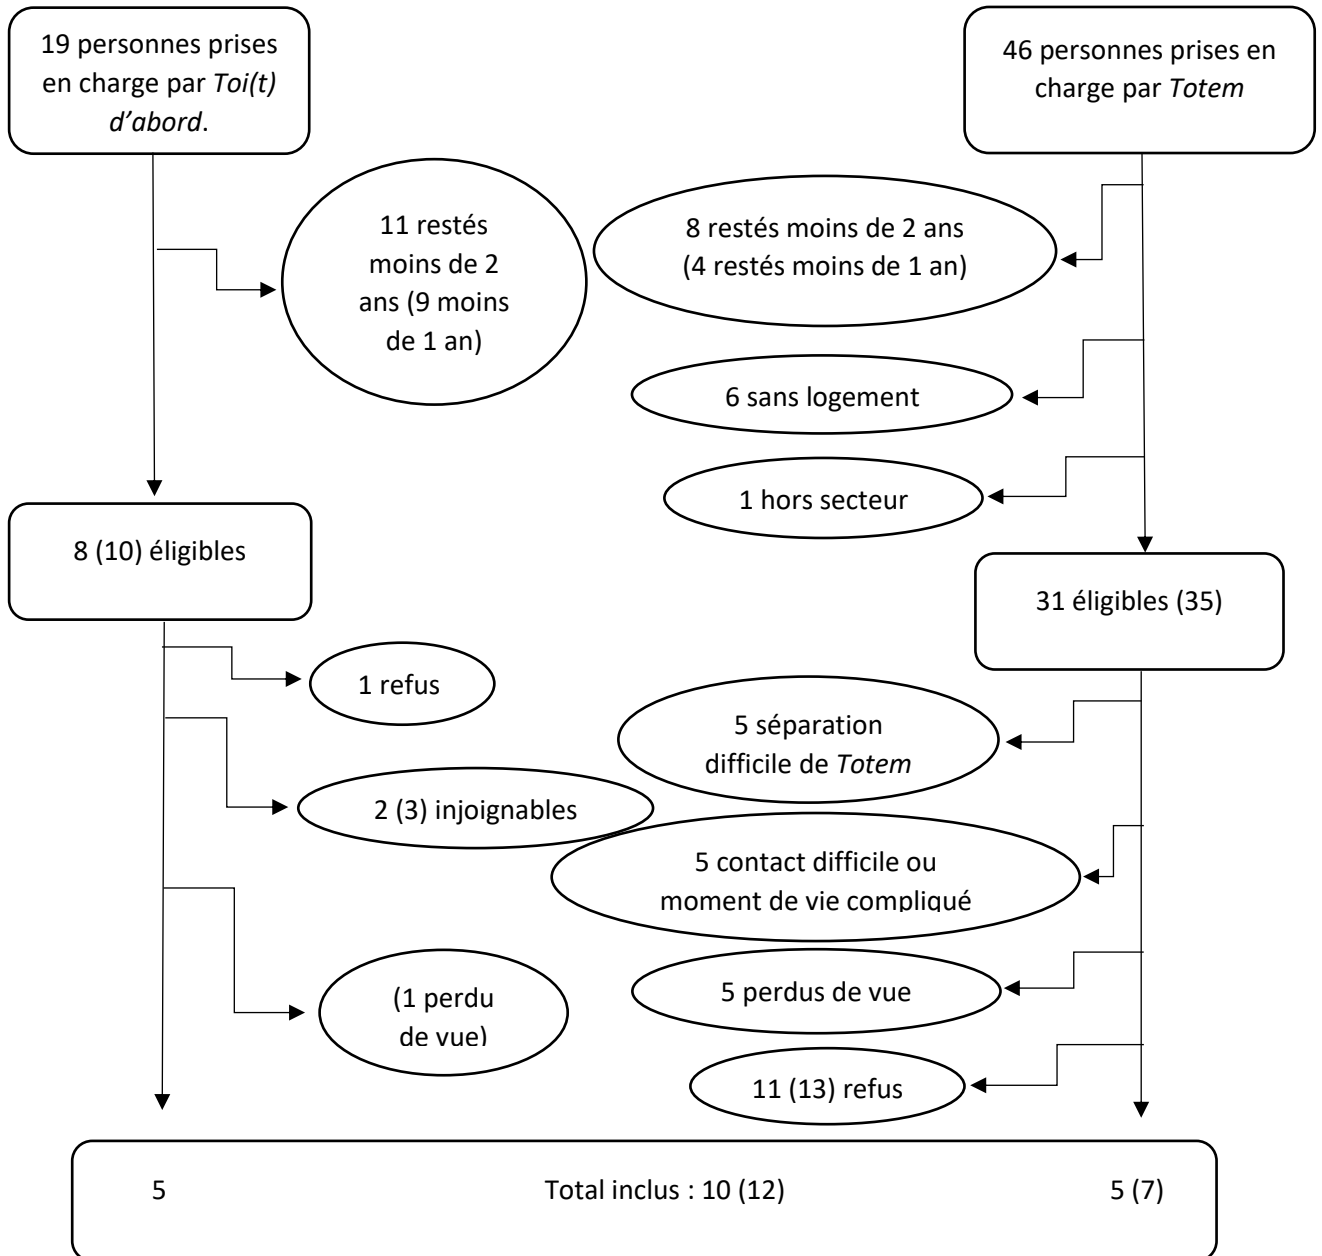 19 personnes prises
en charge par Toi(t)
d’abord.
46 personnes prises en
charge par Totem
11 restés
moins de 2
ans (9 moins
de 1 an)
8 restés moins de 2 ans
(4 restés moins de 1 an)
6 sans logement
1 hors secteur
8 (10) éligibles
31 éligibles (35)
1 refus
5 séparation
difficile de Totem
2 (3) injoignables
5 contact difficile ou
moment de vie compliqué
(1 perdu
de vue)
5 perdus de vue
11 (13) refus
5 Total inclus : 10 (12) 5 (7)